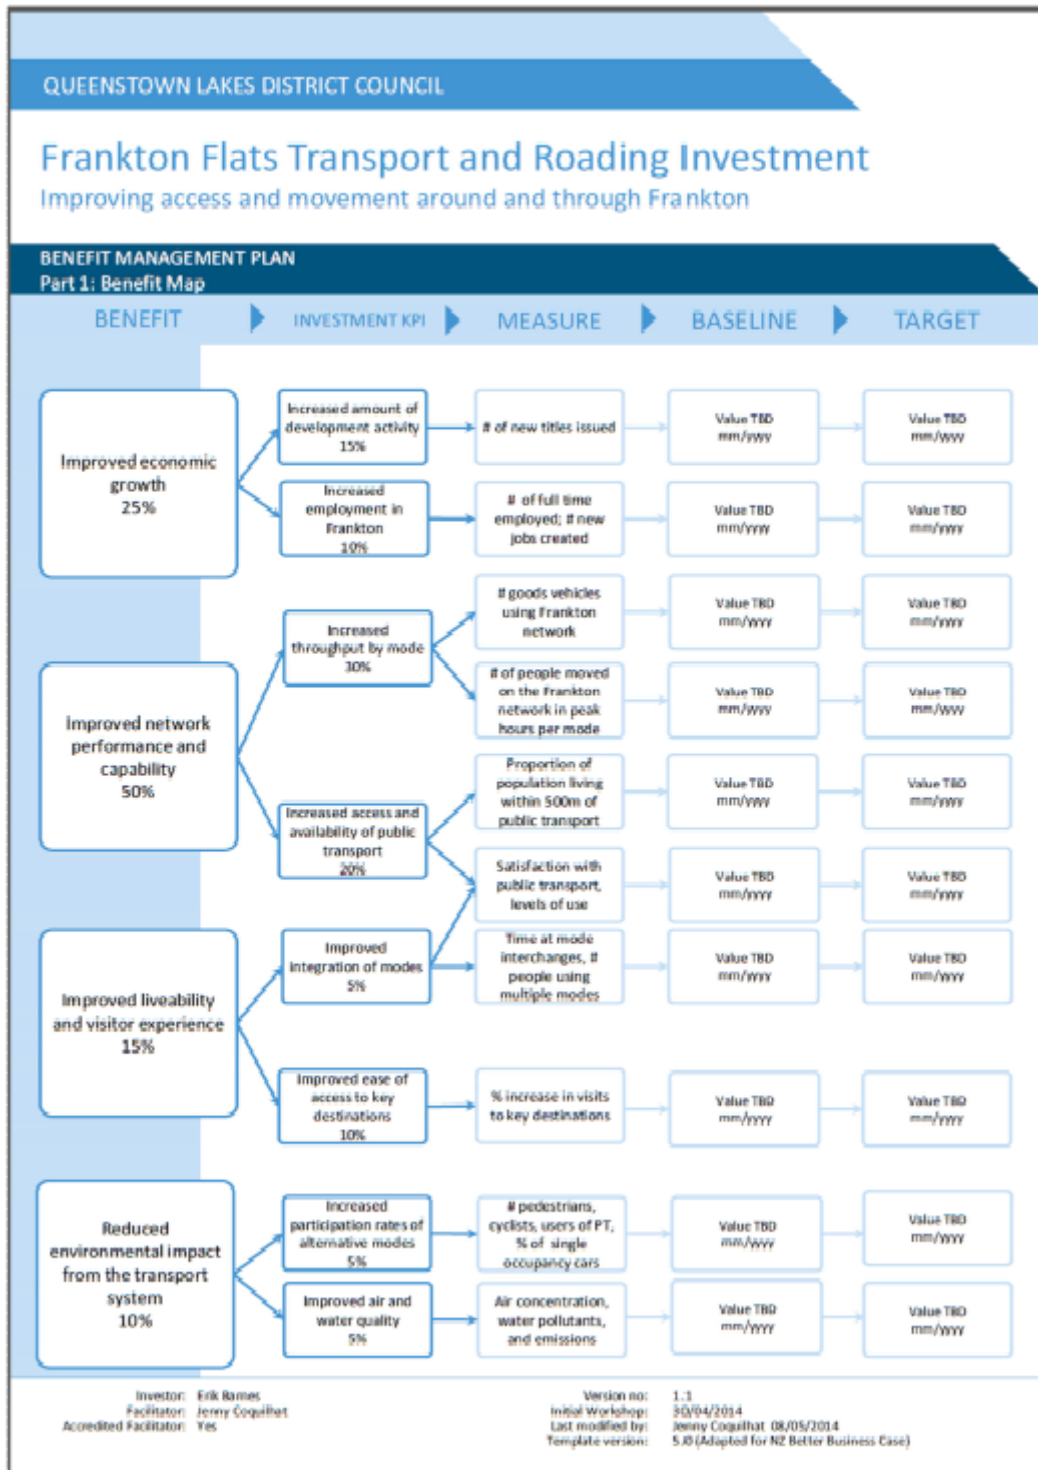 QUEENSTOWN LAKES DISTRICT COUNCIL
Frankton Flats Transport and Roading Investment
Improving access and movement around and through Frankton
BENEFIT MANAGEMENT PLAN
Part 1: Benefit Map
BENEFIT
INVESTMENT KPI
MEASURE
BASELINE
TARGET
Improved economic
growth
25%
Increased amount of
development activity
15%
# of new titles issued
Value TBD
mm/yyyy
Value TBD
mm/yyyy
Increased
employment in
Frankton
10%
# of full time
employed; # new
jobs created
Value TBD
mm/yyyy
Value TBD
mm/yyyy
Improved network
performance and
capability
50%
Increased
throughput by mode
30%
# goods vehicles
using Frankton
network
Value TBD
mm/yyyy
Value TBD
mm/yyyy
# of people moved
on the Frankton
network in peak
hours per mode
Value TBD
mm/yyyy
Value TBD
mm/yyyy
Increased access and
availability of public
transport
20%
Proportion of
population living
within 500m of
public transport
Value TBD
mm/yyyy
Value TBD
mm/yyyy
Satisfaction with
public transport,
levels of use
Value TBD
mm/yyyy
Value TBD
mm/yyyy
Improved liveability
and visitor experience
15%
Improved
integration of modes
5%
Time at mode
interchanges, #
people using
multiple modes
Value TBD
mm/yyyy
Value TBD
mm/yyyy
Improved ease of
access to key
destinations
10%
% increase in visits
to key destinations
Value TBD
mm/yyyy
Value TBD
mm/yyyy
Reduced
environmental impact
from the transport
system
10%
Increased
participation rates of
alternative modes
5%
# pedestrians,
cyclists, users of PT,
% of single
occupancy cars
Value TBD
mm/yyyy
Value TBD
mm/yyyy
Improved air and
water quality
5%
Air concentration,
water pollutants,
and emissions
Value TBD
mm/yyyy
Value TBD
mm/yyyy
Investor: Erik Barnes
Facilitator: Jenny Coquilhat
Accredited Facilitator: Yes
Version no: 1.1
Initial Workshop: 30/04/2014
Last modified by: Jenny Coquilhat 08/05/2014
Template version: 5.0 (Adapted for NZ Better Business Case)